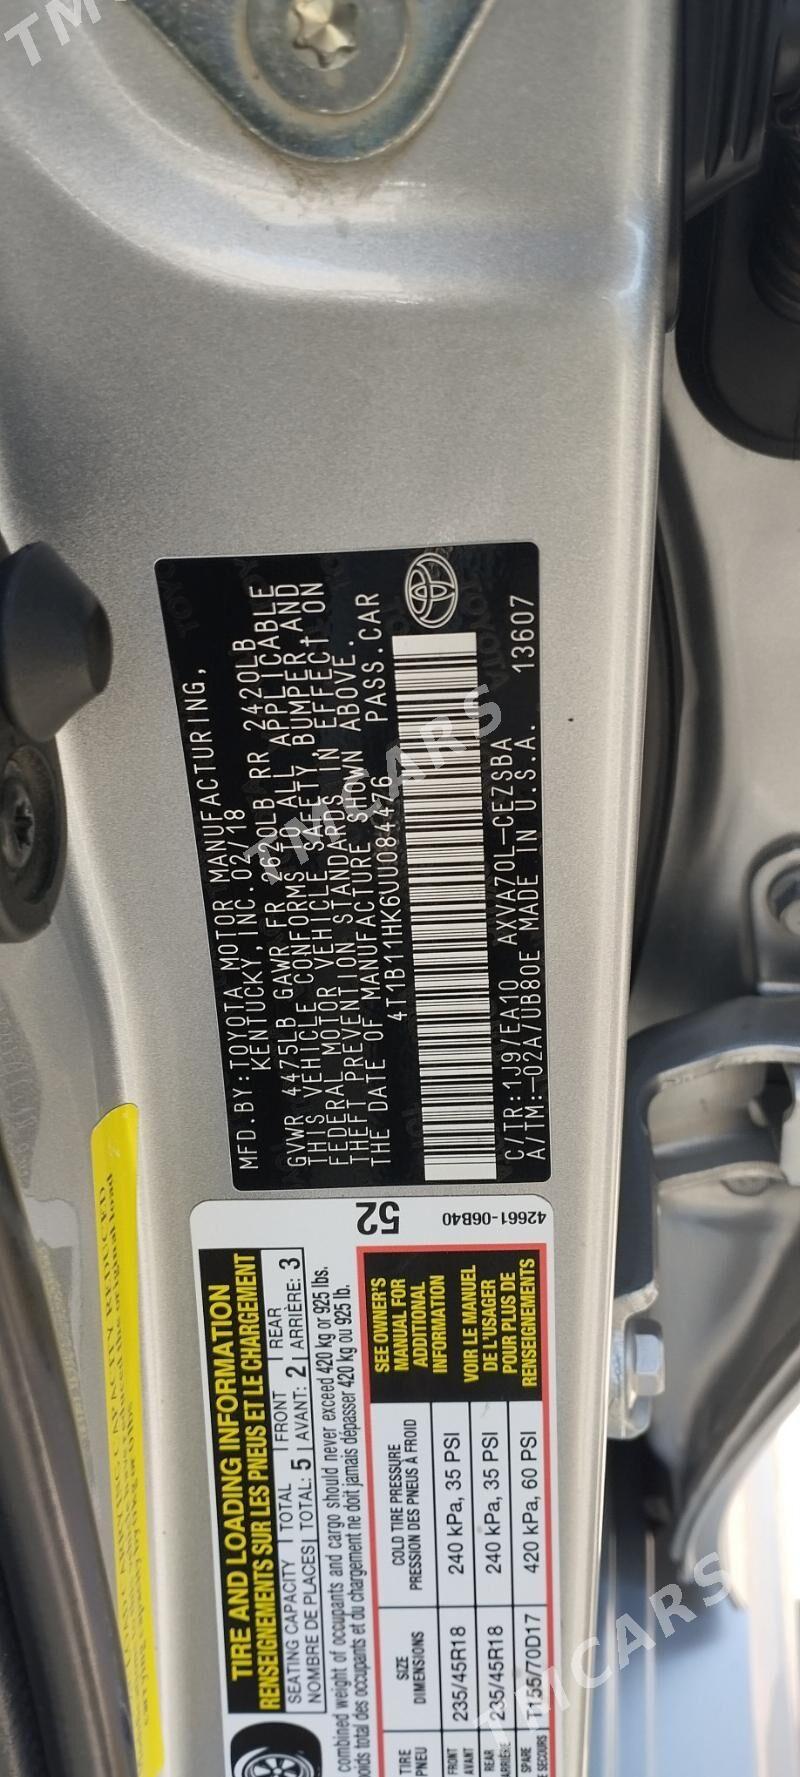 MFD.BY:TOYOTA MOTOR MANUFACTURING,
KENTUCKY, INC. 02/18
GVWR 4475LB GAWR FR 2620LB RR 2420LB
THIS VEHICLE CONFORMS TO ALL APPLICABLE
FEDERAL MOTOR VEHICLE SAFETY, BUMPER, AND
THEFT PREVENTION STANDARDS IN EFFECT ON
THE DATE OF MANUFACTURE SHOWN ABOVE.
4T1B11HK6JU084476 PASS.CAR
C/TR:1J9/EA10 AXVA70L-CEZSBA
A/TM:-02A/UB80E MADE IN U.S.A. 13607
TIRE AND LOADING INFORMATION
RENSEIGNEMENTS SUR LES PNEUS ET LE CHARGEMENT
SEATING CAPACITY TOTAL FRONT REAR
NOMBRE DE PLACES TOTAL: 5 AVANT: 2 ARRIÈRE: 3
combined weight of occupants and cargo should never exceed 420 kg or 925 lbs.
poids total des occupants et du chargement ne doit jamais dépasser 420 kg ou 925 lb.
52
42661-06B40
TIRE
PNEU
SIZE
DIMENSIONS
COLD TIRE PRESSURE
PRESSION DES PNEUS À FROID
SEE OWNER'S
MANUAL FOR
ADDITIONAL
INFORMATION
FRONT
AVANT
235/45R18
240 kPa, 35 PSI
REAR
ARRIÈRE
235/45R18
240 kPa, 35 PSI
VOIR LE MANUEL
DE L'USAGER
POUR PLUS DE
RENSEIGNEMENTS
SPARE
DE SECOURS
T155/70D17
420 kPa, 60 PSI
CAPACITY REDUCED
TMCARS
TMCARS
TMCARS